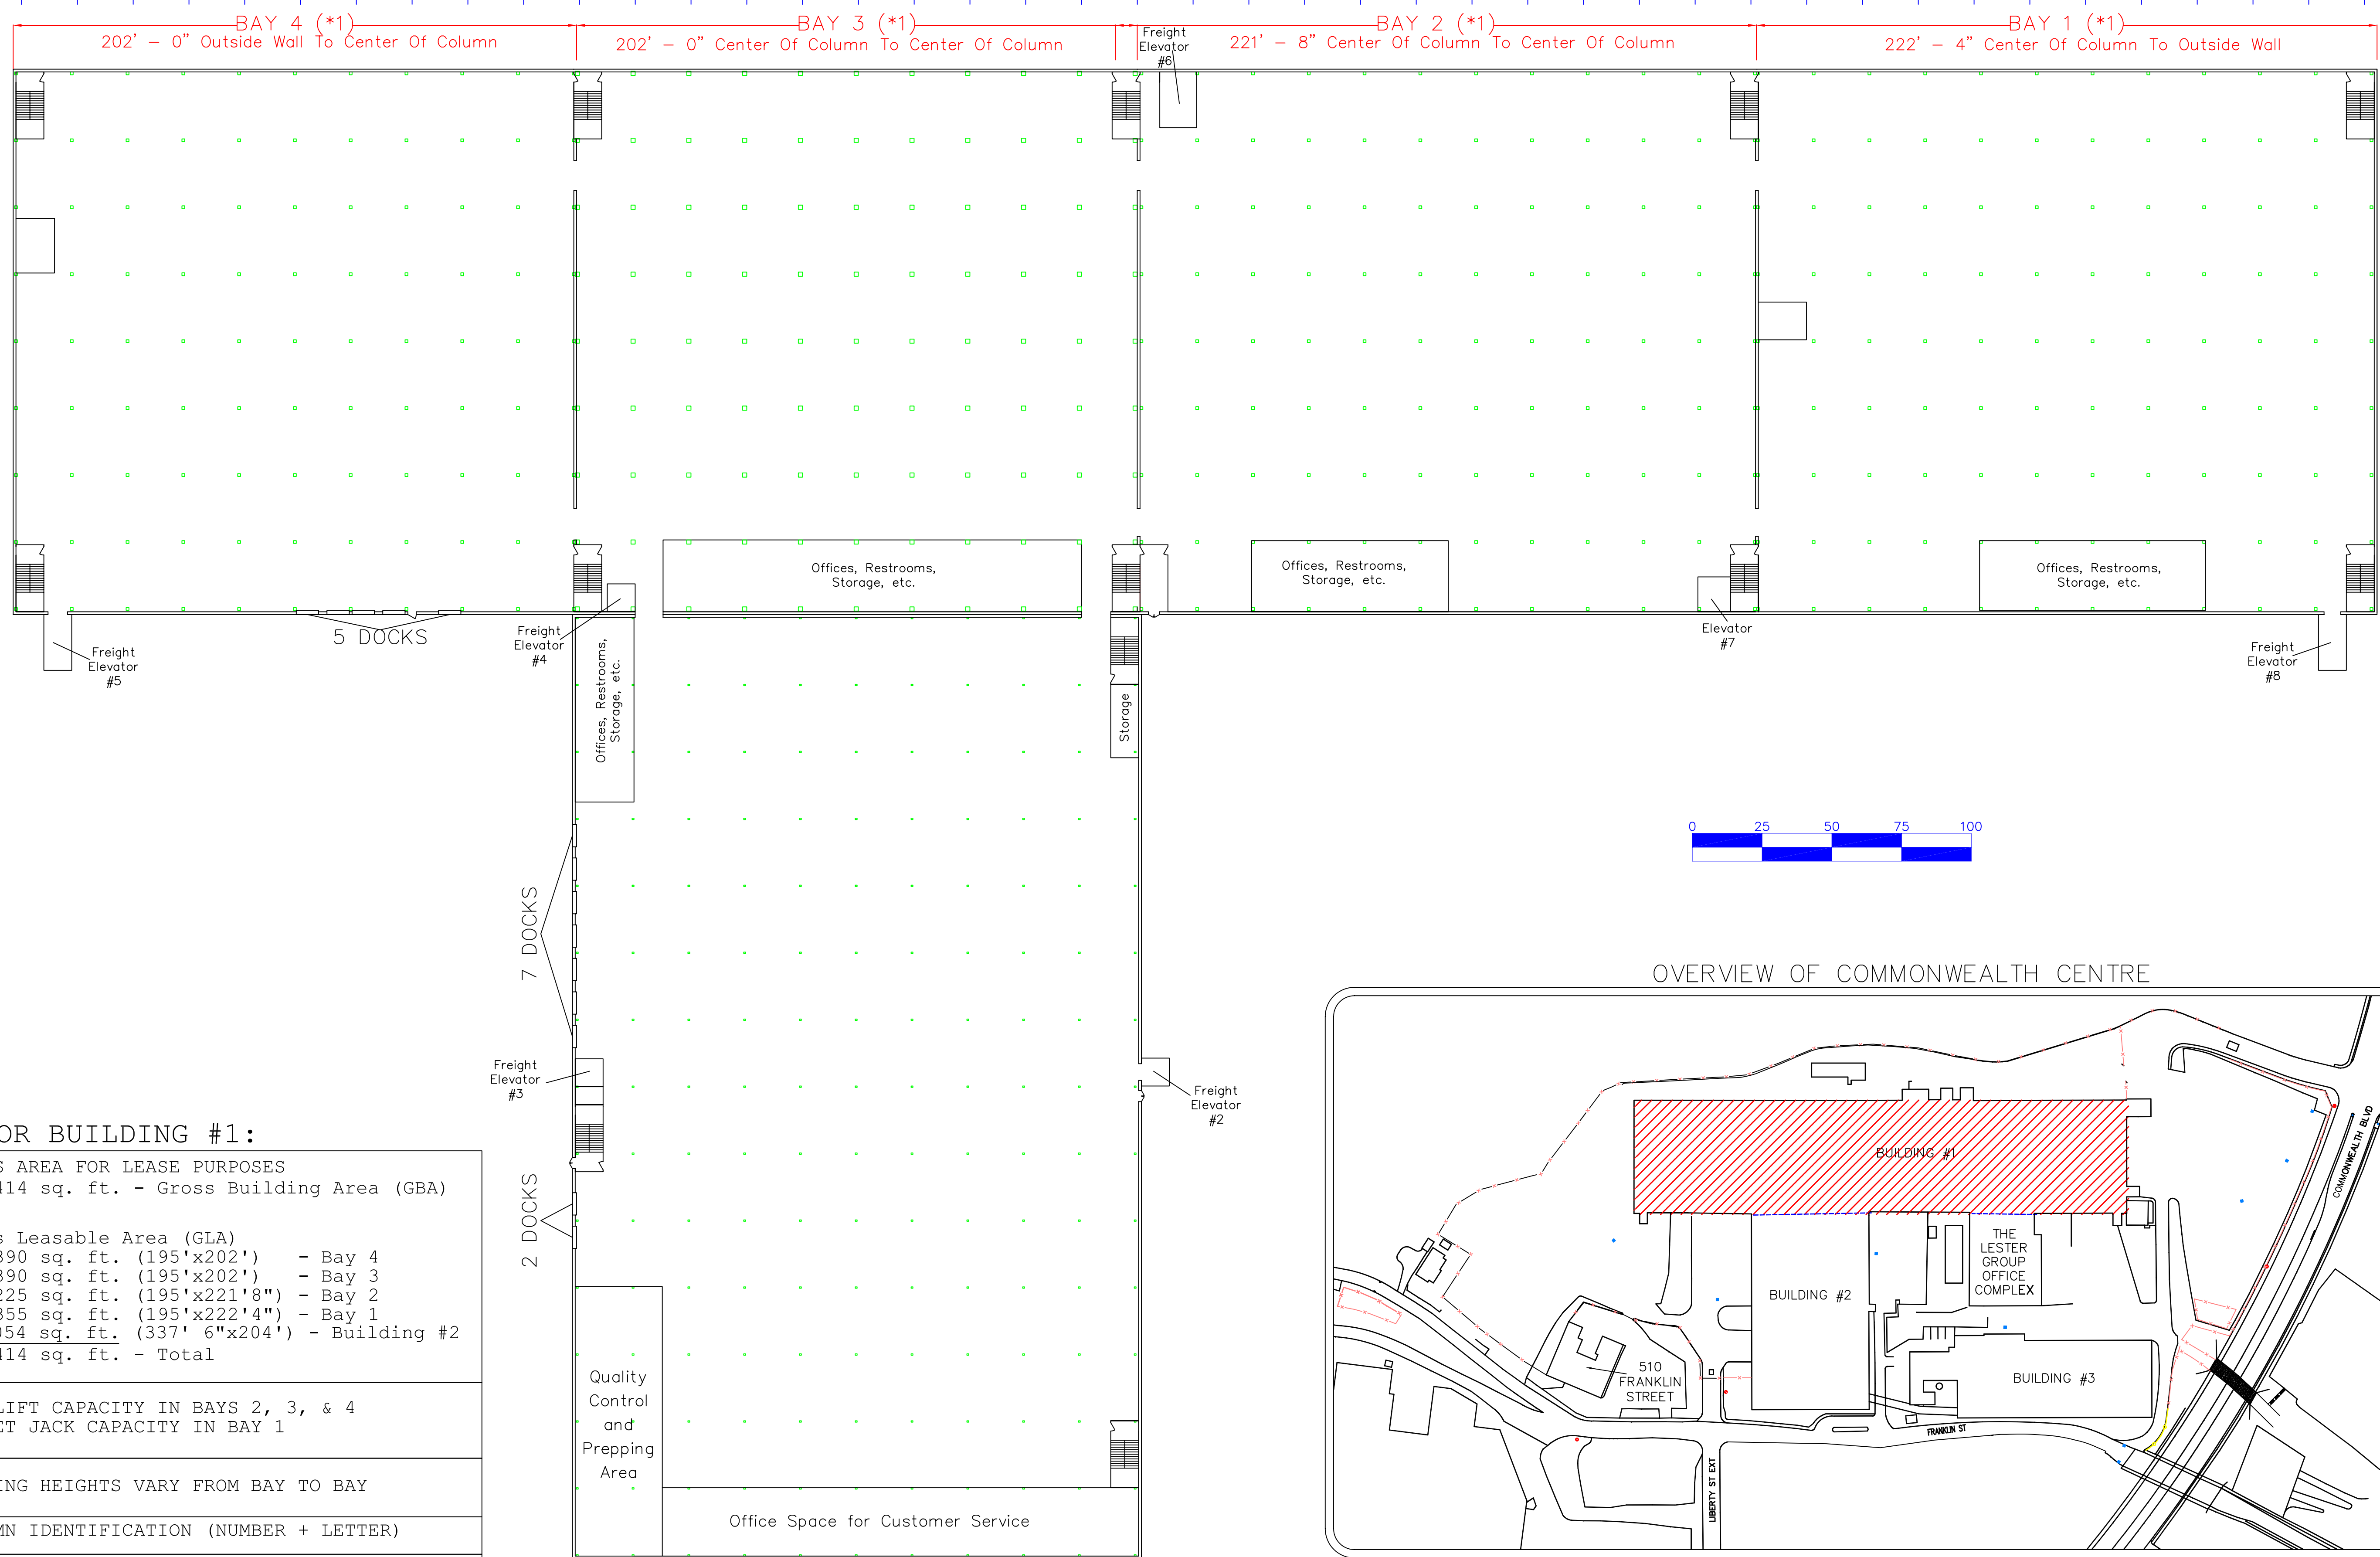 BAY 4 (*1)
202' - 0" Outside Wall To Center Of Column
BAY 3 (*1)
202' - 0" Center Of Column To Center Of Column
Freight
Elevator
#6
BAY 2 (*1)
221' - 8" Center Of Column To Center Of Column
BAY 1 (*1)
222' - 4" Center Of Column To Outside Wall
Offices, Restrooms,
Storage, etc.
Offices, Restrooms,
Storage, etc.
Offices, Restrooms,
Storage, etc.
5 DOCKS
Freight
Elevator
#5
Freight
Elevator
#4
Elevator
#7
Freight
Elevator
#8
Offices, Restrooms,
Storage, etc.
Storage
0 25 50 75 100
7 DOCKS
Freight
Elevator
#3
Freight
Elevator
#2
2 DOCKS
Quality
Control
and
Prepping
Area
Office Space for Customer Service
OR BUILDING #1:
S AREA FOR LEASE PURPOSES
414 sq. ft. - Gross Building Area (GBA)
s Leasable Area (GLA)
390 sq. ft. (195'x202') - Bay 4
390 sq. ft. (195'x202') - Bay 3
225 sq. ft. (195'x221'8") - Bay 2
355 sq. ft. (195'x222'4") - Bay 1
054 sq. ft. (337' 6"x204') - Building #2
414 sq. ft. - Total
LIFT CAPACITY IN BAYS 2, 3, & 4
ET JACK CAPACITY IN BAY 1
ING HEIGHTS VARY FROM BAY TO BAY
MN IDENTIFICATION (NUMBER + LETTER)
OVERVIEW OF COMMONWEALTH CENTRE
BUILDING #1
COMMONWEALTH BLVD
THE
LESTER
GROUP
OFFICE
COMPLEX
BUILDING #2
510
FRANKLIN
STREET
BUILDING #3
FRANKLIN ST
LIBERTY ST EXT